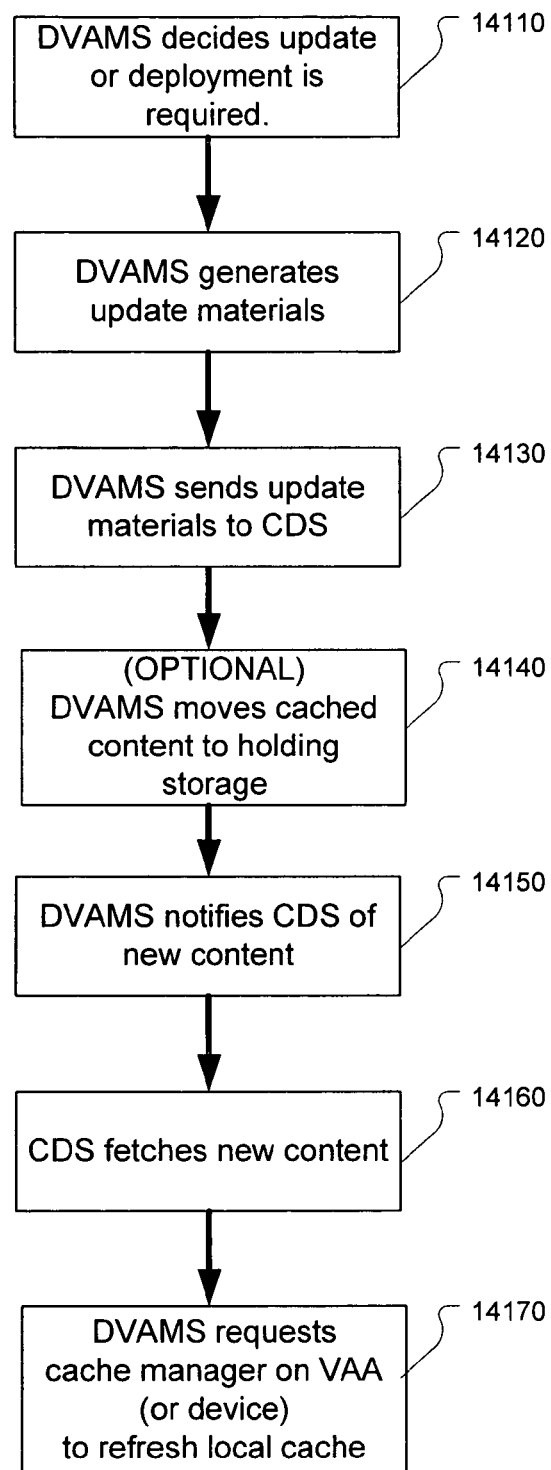 DVAMS decides update
or deployment is
required.
14110
DVAMS generates
update materials
14120
DVAMS sends update
materials to CDS
14130
(OPTIONAL)
DVAMS moves cached
content to holding
storage
14140
DVAMS notifies CDS of
new content
14150
CDS fetches new content
14160
DVAMS requests
cache manager on VAA
(or device)
to refresh local cache
14170